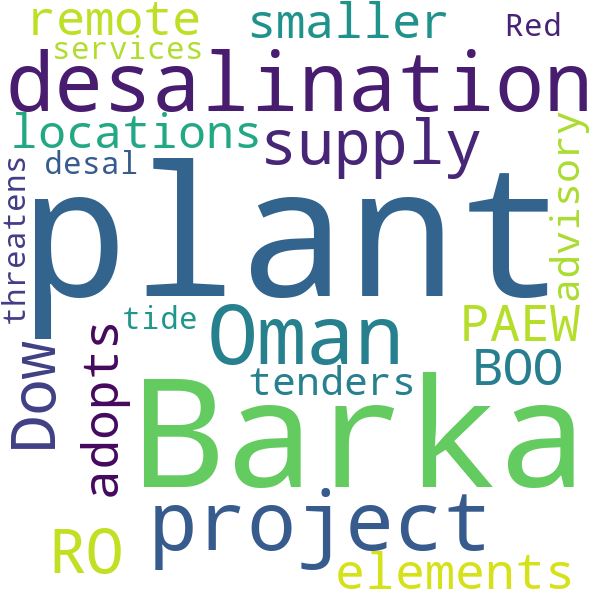 remote
smaller
Red
services
desalination
locations
supply
advisory
desal
threatens
plant
tide
Oman
PAEW
Dow
adopts
tenders
BOO
Barka
project
RO
elements